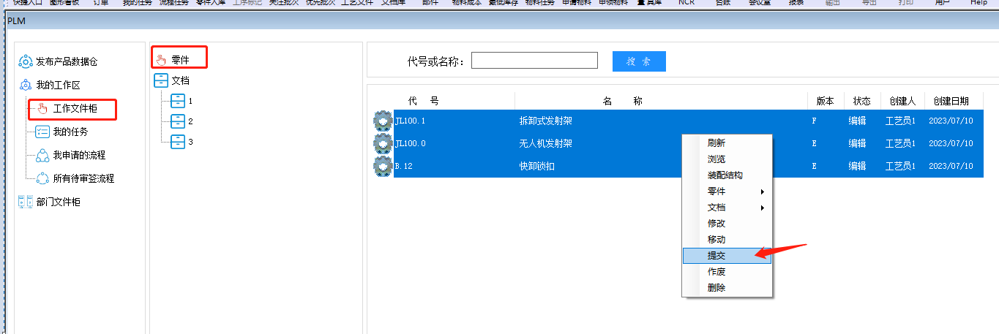 快捷入口 图形看板 订单 我的任务 流程任务 零件入库 工序标记 关注批次 优先批次 工艺文件 文档库 邮件 物料成本 最低库存 物料任务 申请物料 申领物料 量具库 NCR 台账 会议室 报表 输出 导出 打印 用户 Help
PLM
发布产品数据仓
我的工作区
工作文件柜
我的任务
我申请的流程
所有待审签流程
部门文件柜
零件
文档
1
2
3
代号或名称： 搜 索
代 号 名 称 版本 状态 创建人 创建日期
JL100.1 拆卸式发射架 F 编辑 工艺员1 2023/07/10
JL100.0 无人机发射架 E 编辑 工艺员1 2023/07/10
B.12 快卸锁扣 E 编辑 工艺员1 2023/07/10
刷新
浏览
装配结构
零件
文档
修改
移动
提交
作废
删除